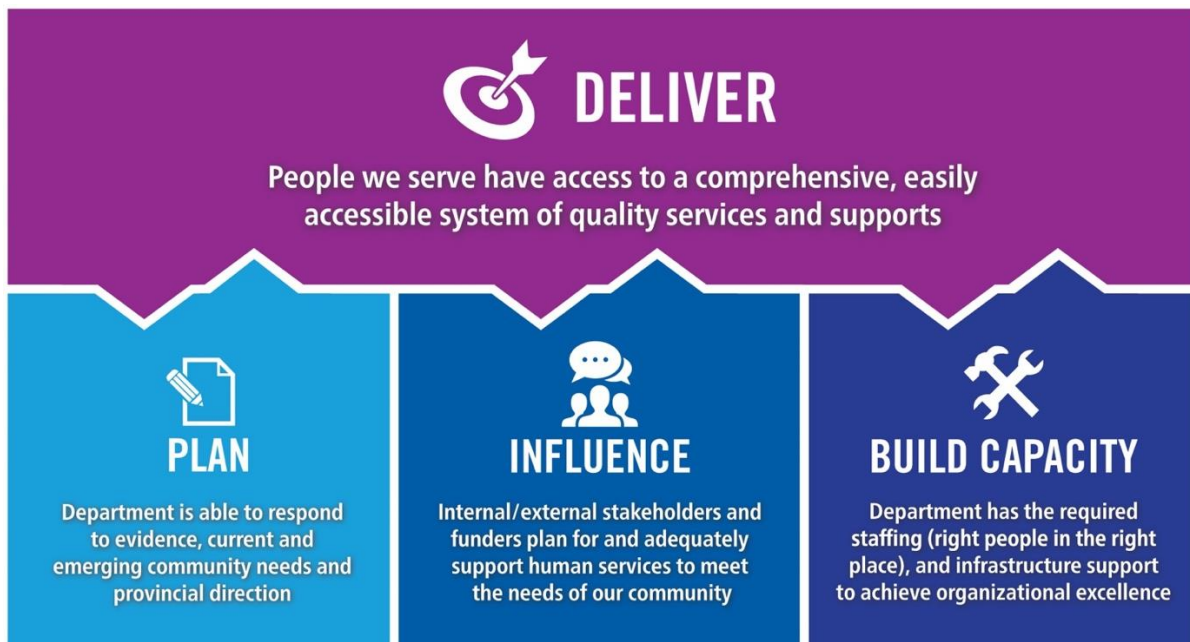 DELIVER
People we serve have access to a comprehensive, easily
accessible system of quality services and supports
PLAN
Department is able to respond
to evidence, current and
emerging community needs and
provincial direction
INFLUENCE
Internal/external stakeholders and
funders plan for and adequately
support human services to meet
the needs of our community
BUILD CAPACITY
Department has the required
staffing (right people in the right
place), and infrastructure support
to achieve organizational excellence